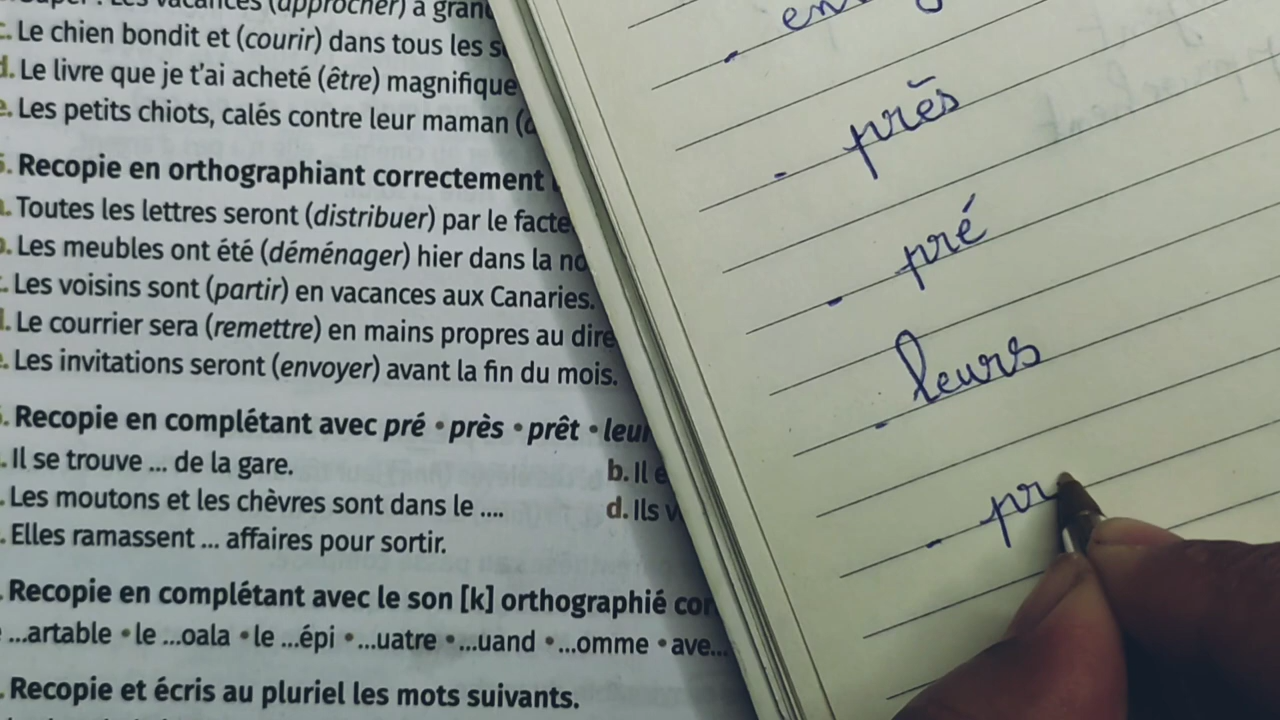 (approcher) à
Le chien bondit et (courir) dans tous les
d. Le livre que je t'ai acheté (être) magnifique
e. Les petits chiots, calés contre leur maman (
Recopie en orthographiant correctement
Toutes les lettres seront (distribuer) par le
Les meubles ont été (déménager) hier dans la
Les voisins sont (partir) en vacances aux Canaries.
Le courrier sera (remettre) en mains propres au
Les invitations seront (envoyer) avant la fin du mois.
Recopie en complétant avec pré • près • prêt •
Il se trouve ... de la gare.
b. Il
Les moutons et les chèvres sont dans le ....
d. Ils
Elles ramassent ... affaires pour sortir.
Recopie en complétant avec le son [k] orthographié
...artable • le ...oala • le ...épi • ...uatre • ...uand • ...omme • ave...
Recopie et écris au pluriel les mots suivants.
- près
- pré
- leurs
- pr